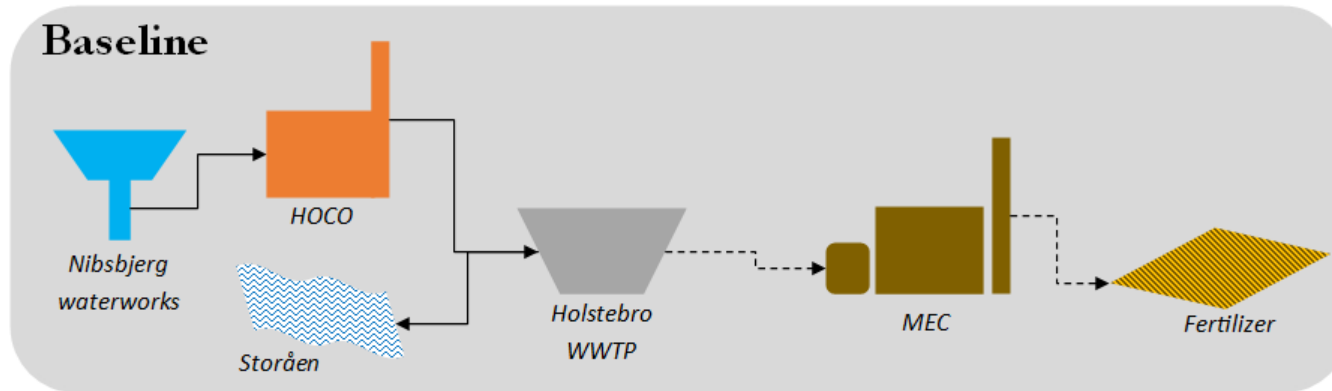 Baseline
Nibsbjerg
waterworks
HOCO
Storåen
Holstebro
WWTP
MEC
Fertilizer